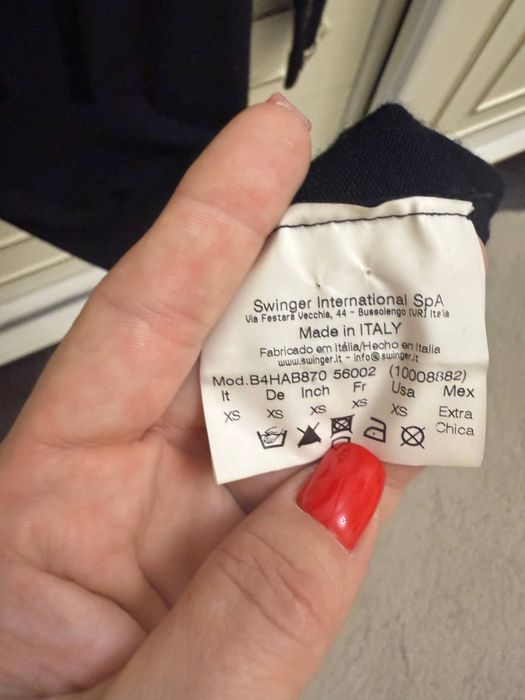 Swinger International SpA
Via Festara Vecchia, 44 - Bussolengo (VR) Italia
Made in ITALY
Fabricado em Itália/Hecho en Italia
www.swinger.it - info@swinger.it
Mod.B4HAB870 56002 (10008882)
It De Inch Fr Usa Mex
XS XS XS XS XS Extra
Chica